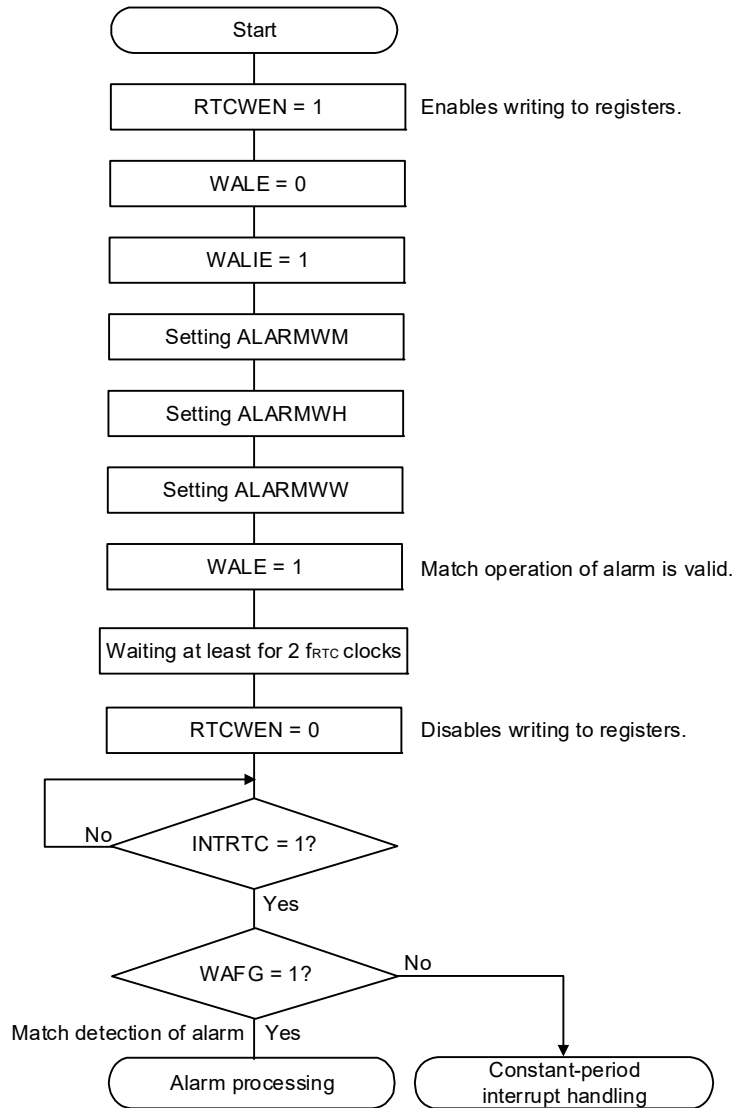 Start
RTCWEN = 1
Enables writing to registers.
WALE = 0
WALIE = 1
Setting ALARMWM
Setting ALARMWH
Setting ALARMWW
WALE = 1
Match operation of alarm is valid.
Waiting at least for 2 fRTC clocks
RTCWEN = 0
Disables writing to registers.
No
INTRTC = 1?
Yes
WAFG = 1?
No
Match detection of alarm
Yes
Alarm processing
Constant-period
interrupt handling